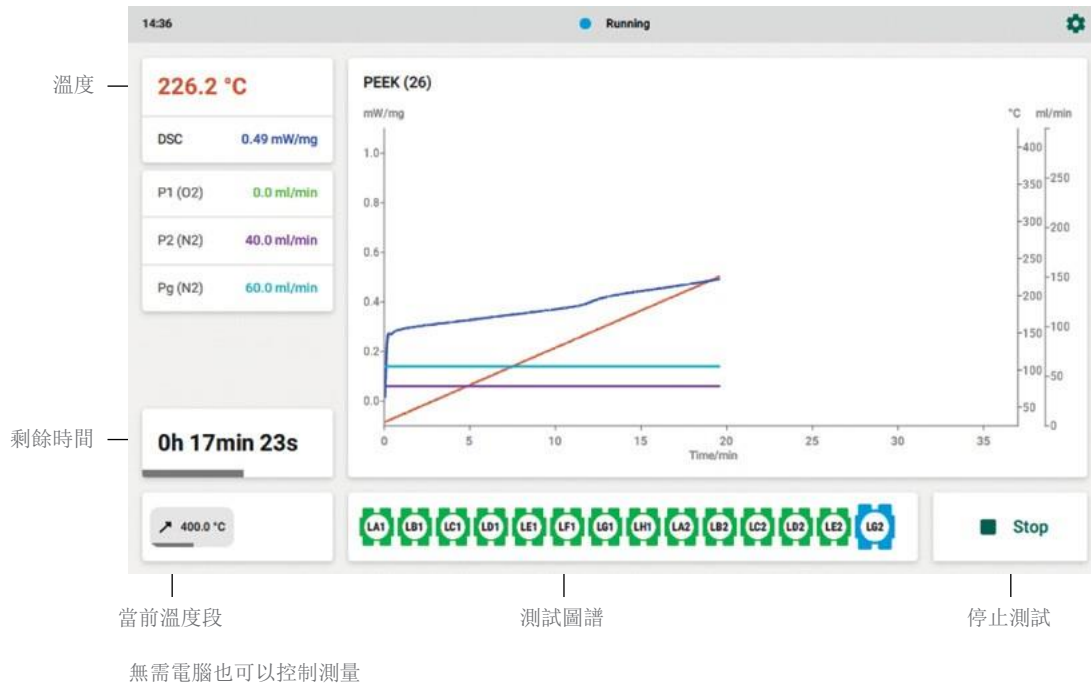 14:36
Running
溫度
226.2 °C
DSC 0.49 mW/mg
P1 (O2) 0.0 ml/min
P2 (N2) 40.0 ml/min
Pg (N2) 60.0 ml/min
剩餘時間
0h 17min 23s
400.0 °C
PEEK (26)
mW/mg
1.0
0.8
0.6
0.4
0.2
0.0
°C ml/min
400
350
300
250
200
150
100
50
250
200
150
100
50
0
0 5 10 15 20 25 30 35
Time/min
LA1 LB1 LC1 LD1 LE1 LF1 LG1 LH1 LA2 LB2 LC2 LD2 LE2 LG2
Stop
當前溫度段
測試圖譜
停止測試
無需電腦也可以控制測量